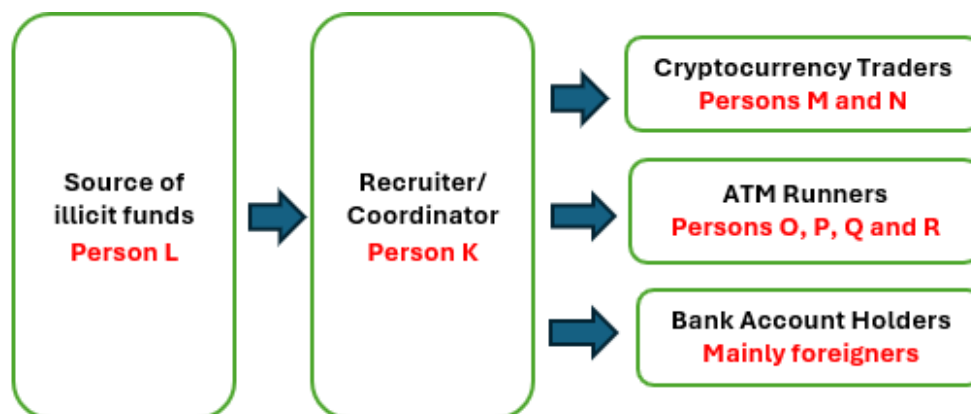 Source of
illicit funds
Person L
Recruiter/
Coordinator
Person K
Cryptocurrency Traders
Persons M and N
ATM Runners
Persons O, P, Q and R
Bank Account Holders
Mainly foreigners